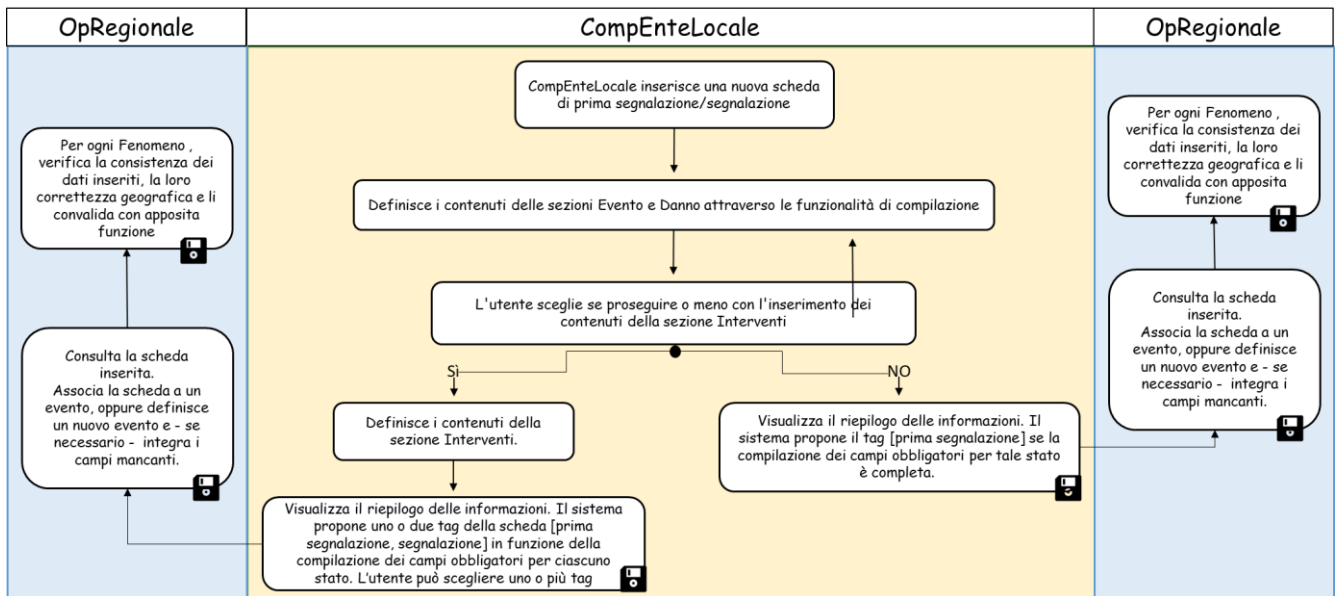 OpRegionale
CompEnteLocale
OpRegionale
CompEnteLocale inserisce una nuova scheda
di prima segnalazione/segnalazione
Definisce i contenuti delle sezioni Evento e Danno attraverso le funzionalità di compilazione
L'utente sceglie se proseguire o meno con l'inserimento dei
contenuti della sezione Interventi
Sì
NO
Definisce i contenuti della
sezione Interventi.
Visualizza il riepilogo delle informazioni. Il
sistema propone il tag [prima segnalazione] se la
compilazione dei campi obbligatori per tale stato
è completa.
Visualizza il riepilogo delle informazioni. Il sistema
propone uno o due tag della scheda [prima
segnalazione, segnalazione] in funzione della
compilazione dei campi obbligatori per ciascuno
stato. L'utente può scegliere uno o più tag
Per ogni Fenomeno ,
verifica la consistenza dei
dati inseriti, la loro
correttezza geografica e li
convalida con apposita
funzione
Consulta la scheda
inserita.
Associa la scheda a un
evento, oppure definisce
un nuovo evento e - se
necessario - integra i
campi mancanti.
Per ogni Fenomeno ,
verifica la consistenza dei
dati inseriti, la loro
correttezza geografica e li
convalida con apposita
funzione
Consulta la scheda
inserita.
Associa la scheda a un
evento, oppure definisce
un nuovo evento e - se
necessario - integra i
campi mancanti.